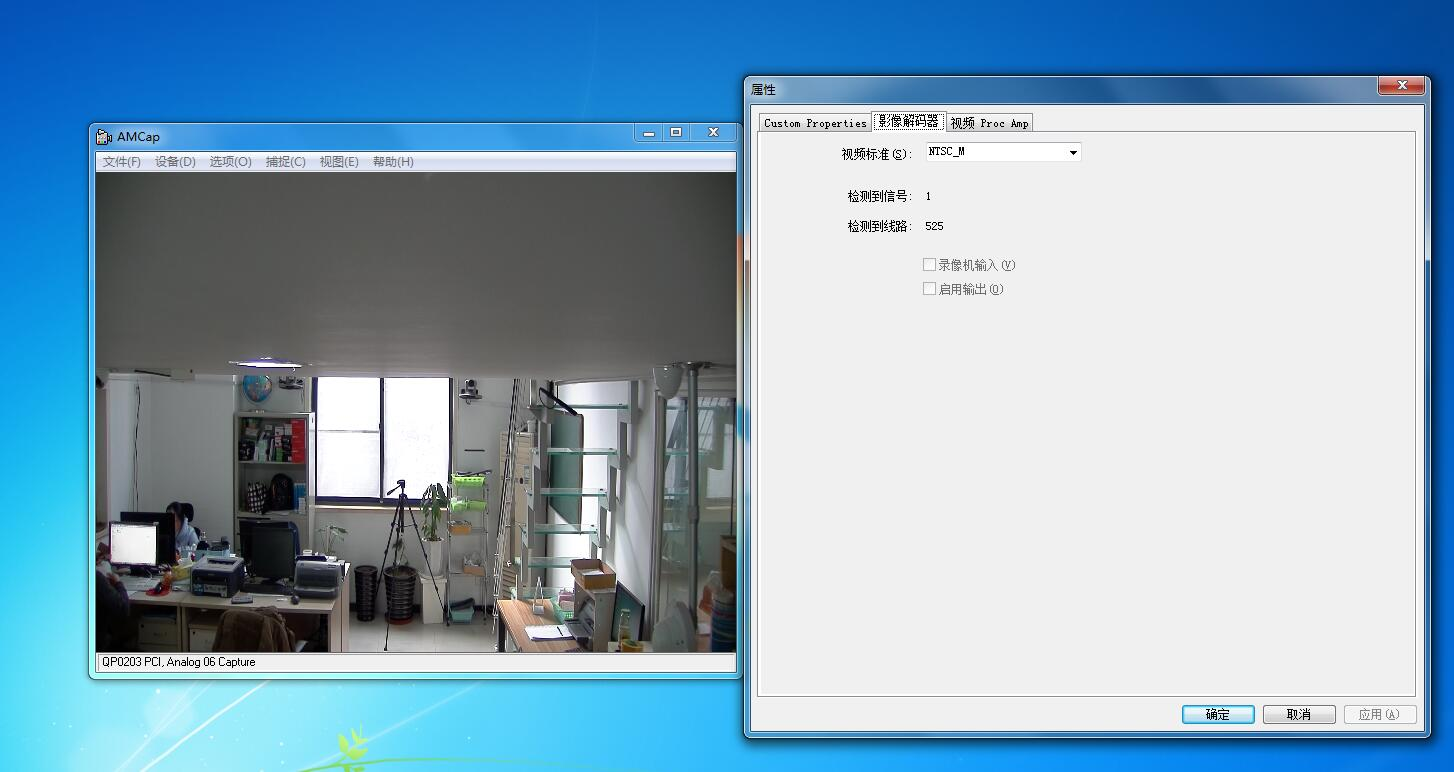 AMCap
文件(F) 设备(D) 选项(O) 捕捉(C) 视图(E) 帮助(H)
QP0203 PCI, Analog 06 Capture
属性
Custom Properties 影像解码器 视频 Proc Amp
视频标准(S): NTSC_M
检测到信号: 1
检测到线路: 525
录像机输入(V)
启用输出(O)
确定 取消 应用(A)